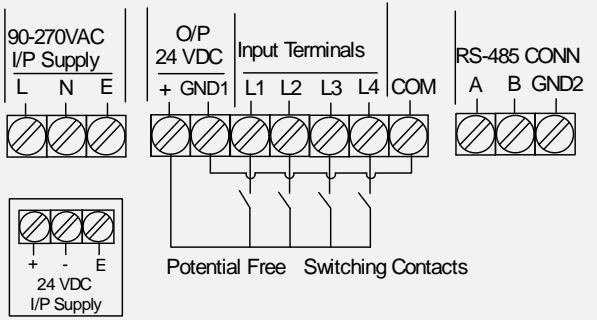 90-270VAC
I/P Supply
L N E
O/P
24 VDC
+ GND1
Input Terminals
L1 L2 L3 L4 COM
RS-485 CONN
A B GND2
Potential Free Switching Contacts
+ - E
24 VDC
I/P Supply